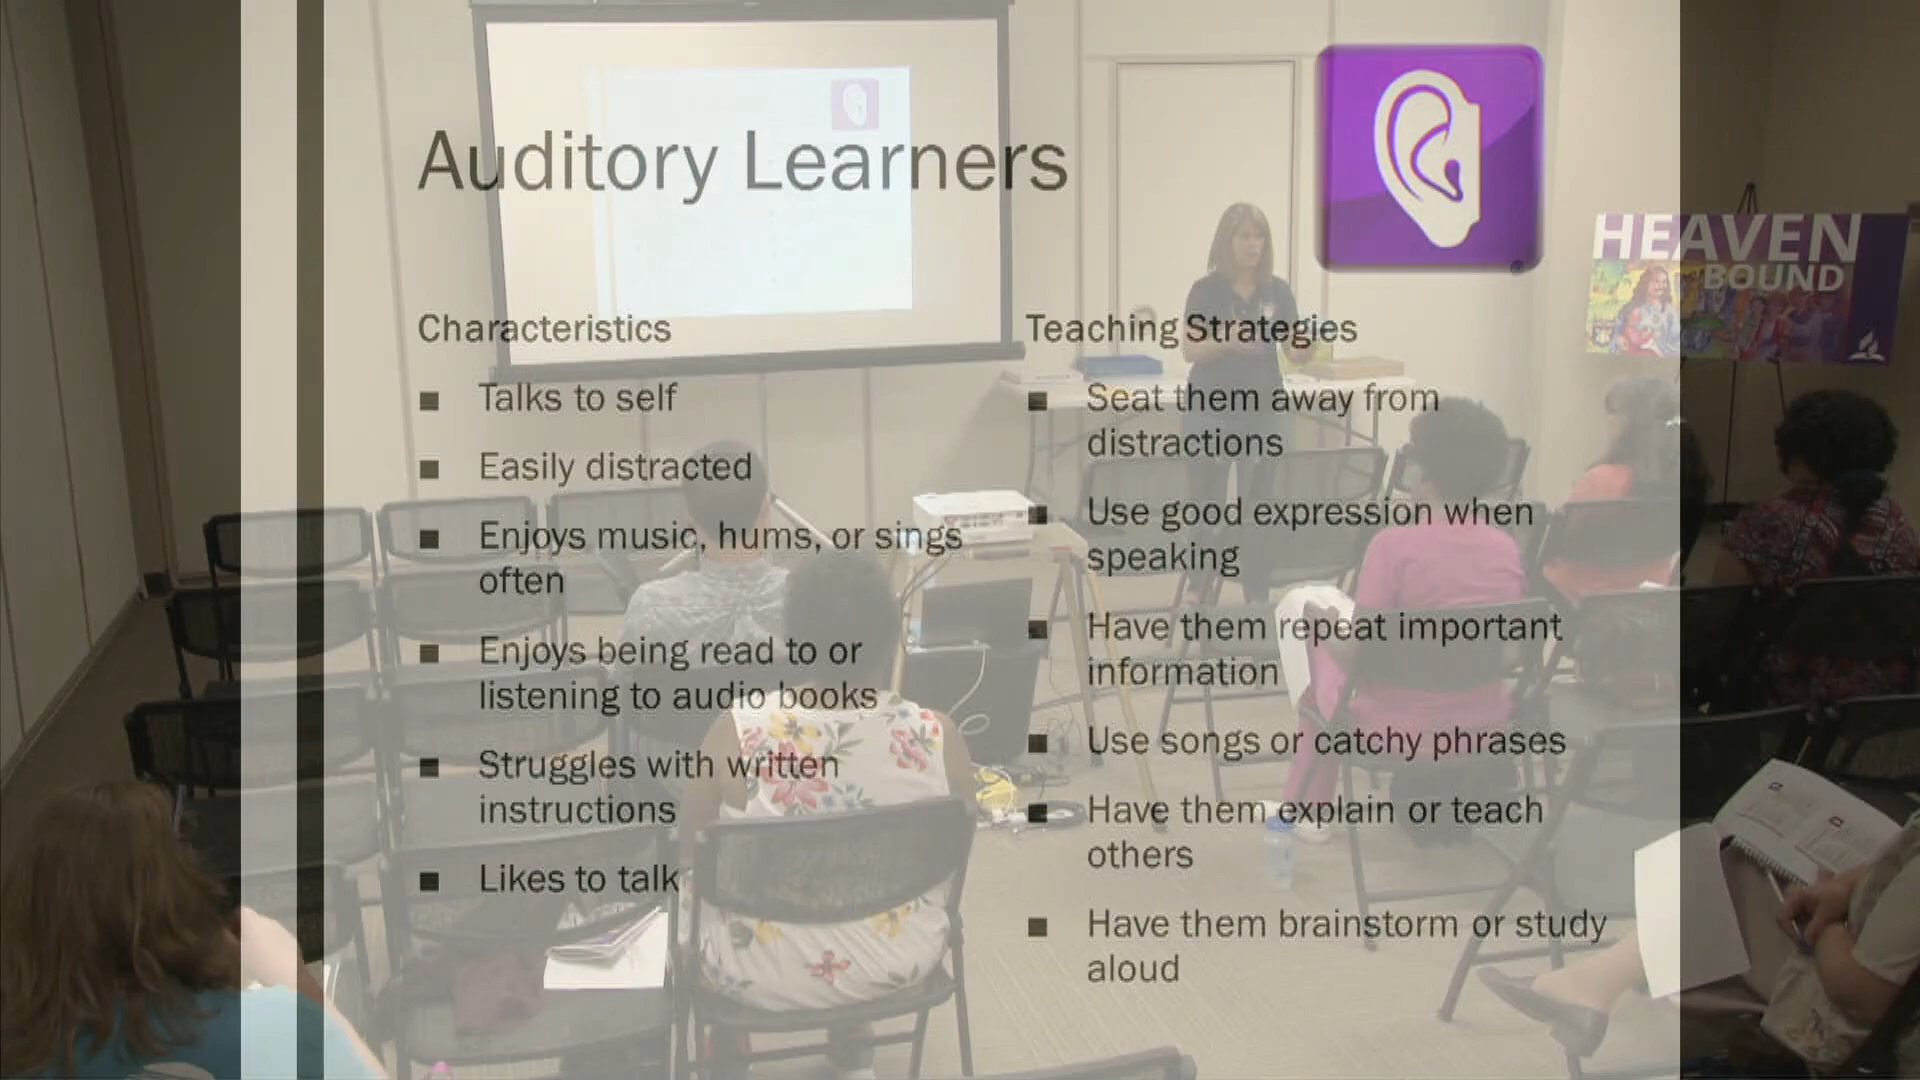 Auditory Learners
HEAVEN
BOUND
Characteristics
■ Talks to self
■ Easily distracted
■ Enjoys music, hums, or sings
often
■ Enjoys being read to or
listening to audio books
■ Struggles with written
instructions
■ Likes to talk
Teaching Strategies
■ Seat them away from
distractions
■ Use good expression when
speaking
■ Have them repeat important
information
■ Use songs or catchy phrases
■ Have them explain or teach
others
■ Have them brainstorm or study
aloud